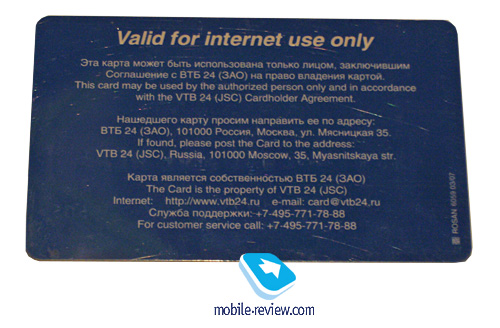 Valid for internet use only
Эта карта может быть использована только лицом, заключившим
Соглашение с ВТБ 24 (ЗАО) на право владения картой.
This card may be used by the authorized person only and in accordance
with the VTB 24 (JSC) Cardholder Agreement.
Нашедшего карту просим направить ее по адресу:
ВТБ 24 (ЗАО), 101000 Россия, Москва, ул. Мясницкая 35.
If found, please post the Card to the address:
VTB 24 (JSC), Russia, 101000 Moscow, 35, Myasnitskaya str.
Карта является собственностью ВТБ 24 (ЗАО)
The Card is the property of VTB 24 (JSC)
Internet: http://www.vtb24.ru e-mail: card@vtb24.ru
Служба поддержки: +7-495-771-78-88
For customer service call: +7-495-771-78-88
ROSAN 6059 03/07
mobile-review.com